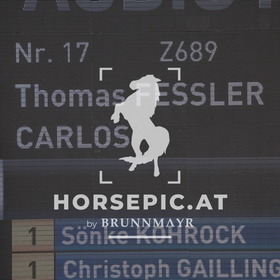 Nr. 17 Z689
Thomas FESSLER
CARLOS
HORSEPIC.AT
by BRUNNMAYR
1 Sönke KOHROCK
1 Christoph GAILLING